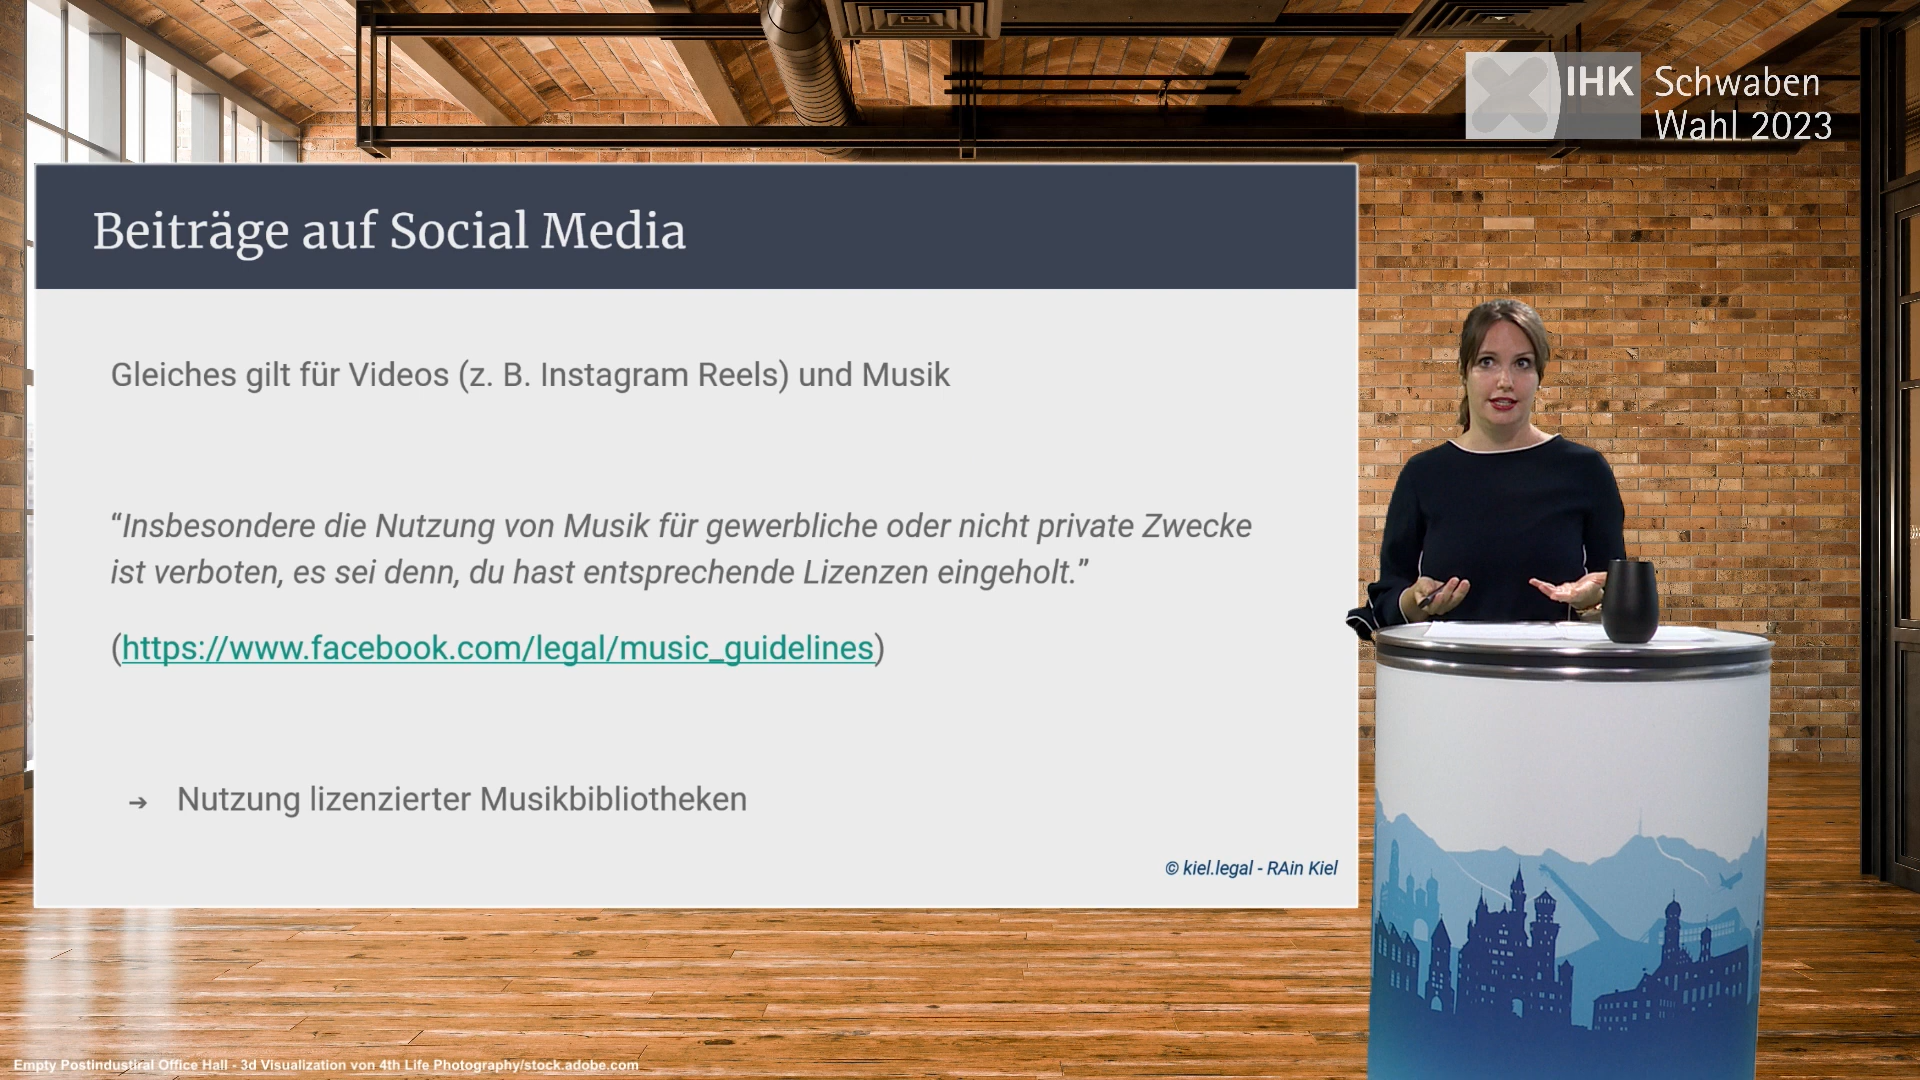 IHK Schwaben
Wahl 2023
Beiträge auf Social Media
Gleiches gilt für Videos (z. B. Instagram Reels) und Musik
“Insbesondere die Nutzung von Musik für gewerbliche oder nicht private Zwecke
ist verboten, es sei denn, du hast entsprechende Lizenzen eingeholt.”
(https://www.facebook.com/legal/music_guidelines)
➔ Nutzung lizenzierter Musikbibliotheken
© kiel.legal - RAin Kiel
Empty Postindustiral Office Hall - 3d Visualization von 4th Life Photography/stock.adobe.com